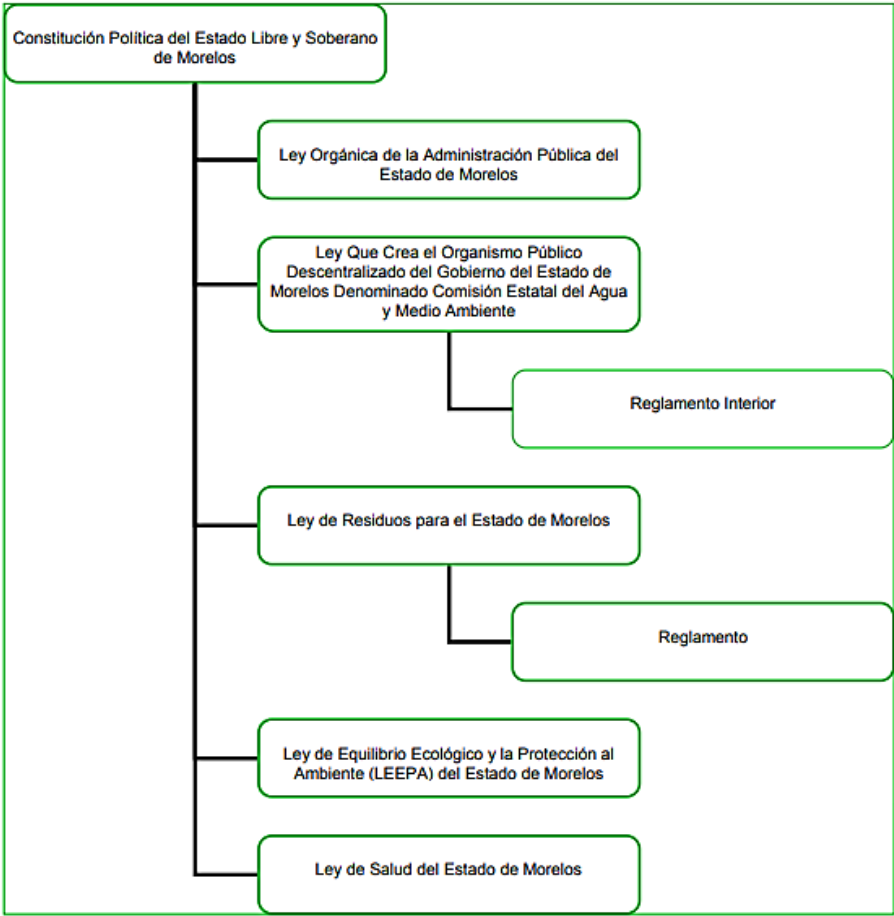 Constitución Política del Estado Libre y Soberano
de Morelos
Ley Orgánica de la Administración Pública del
Estado de Morelos
Ley Que Crea el Organismo Público
Descentralizado del Gobierno del Estado de
Morelos Denominado Comisión Estatal del Agua
y Medio Ambiente
Reglamento Interior
Ley de Residuos para el Estado de Morelos
Reglamento
Ley de Equilibrio Ecológico y la Protección al
Ambiente (LEEPA) del Estado de Morelos
Ley de Salud del Estado de Morelos